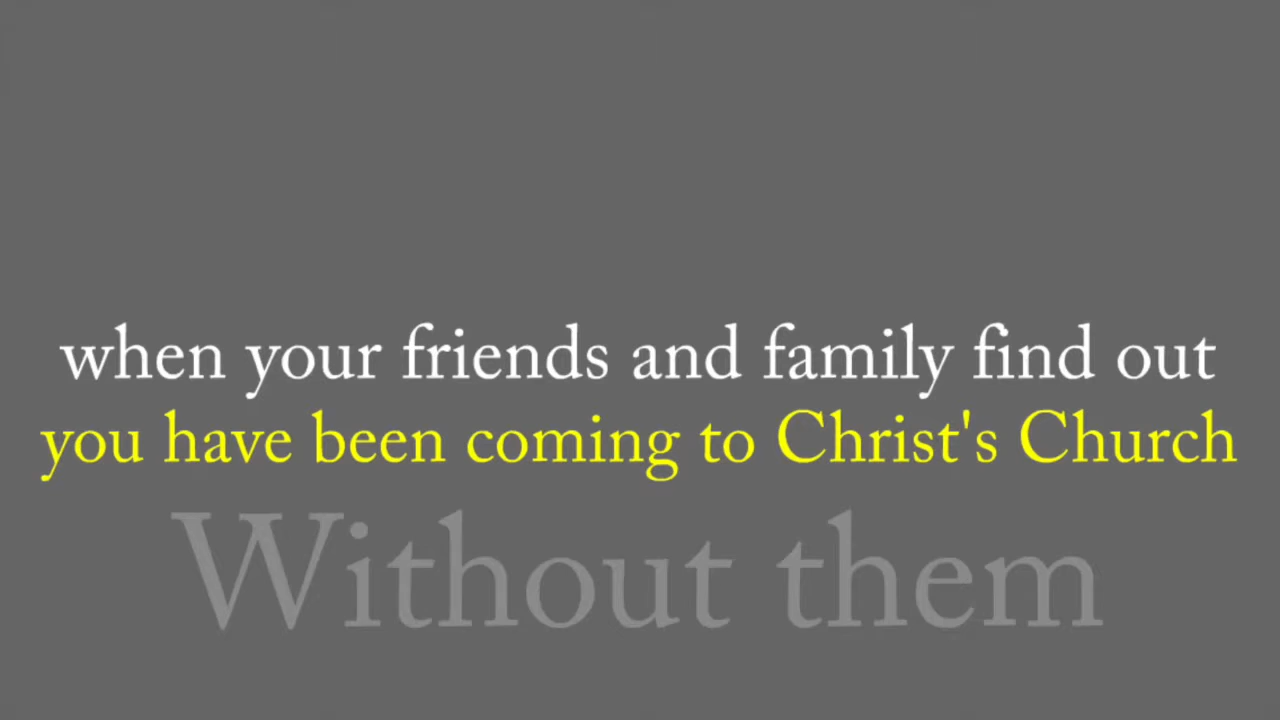 when your friends and family find out
you have been coming to Christ's Church
Without them